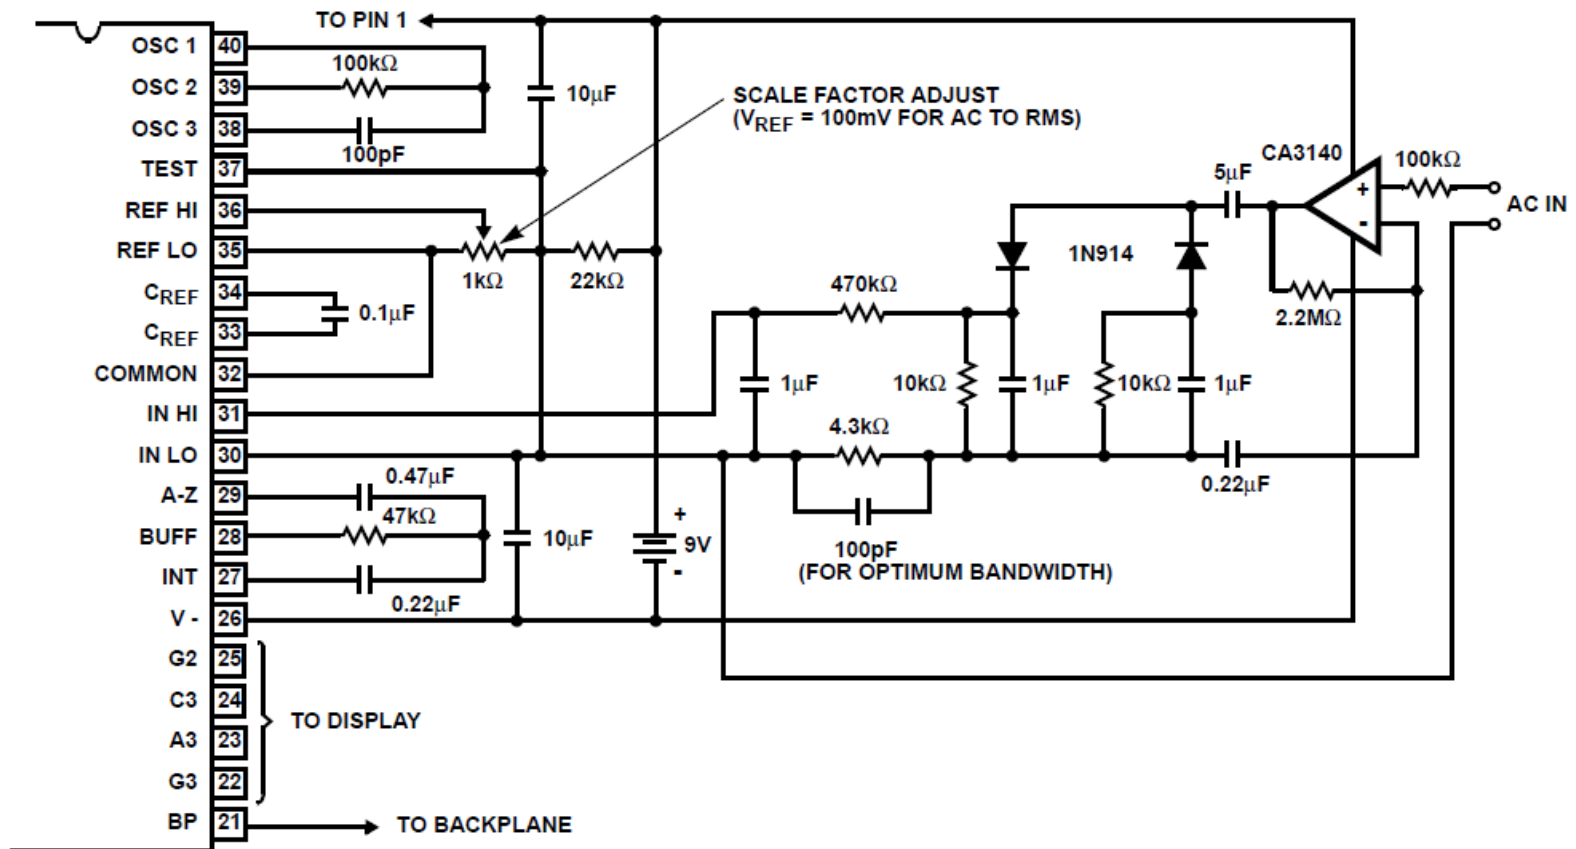 TO PIN 1
OSC 1 40
100kΩ
OSC 2 39
10μF
SCALE FACTOR ADJUST
(VREF = 100mV FOR AC TO RMS)
OSC 3 38
100pF
TEST 37
CA3140
100kΩ
5μF
+
-
AC IN
REF HI 36
REF LO 35
1kΩ
22kΩ
1N914
470kΩ
2.2MΩ
CREF 34
0.1μF
CREF 33
COMMON 32
1μF
10kΩ
1μF
10kΩ
1μF
IN HI 31
4.3kΩ
IN LO 30
0.22μF
0.47μF
A-Z 29
47kΩ
BUFF 28
10μF
+
9V
-
100pF
(FOR OPTIMUM BANDWIDTH)
INT 27
0.22μF
V - 26
G2 25
C3 24
TO DISPLAY
A3 23
G3 22
BP 21
TO BACKPLANE